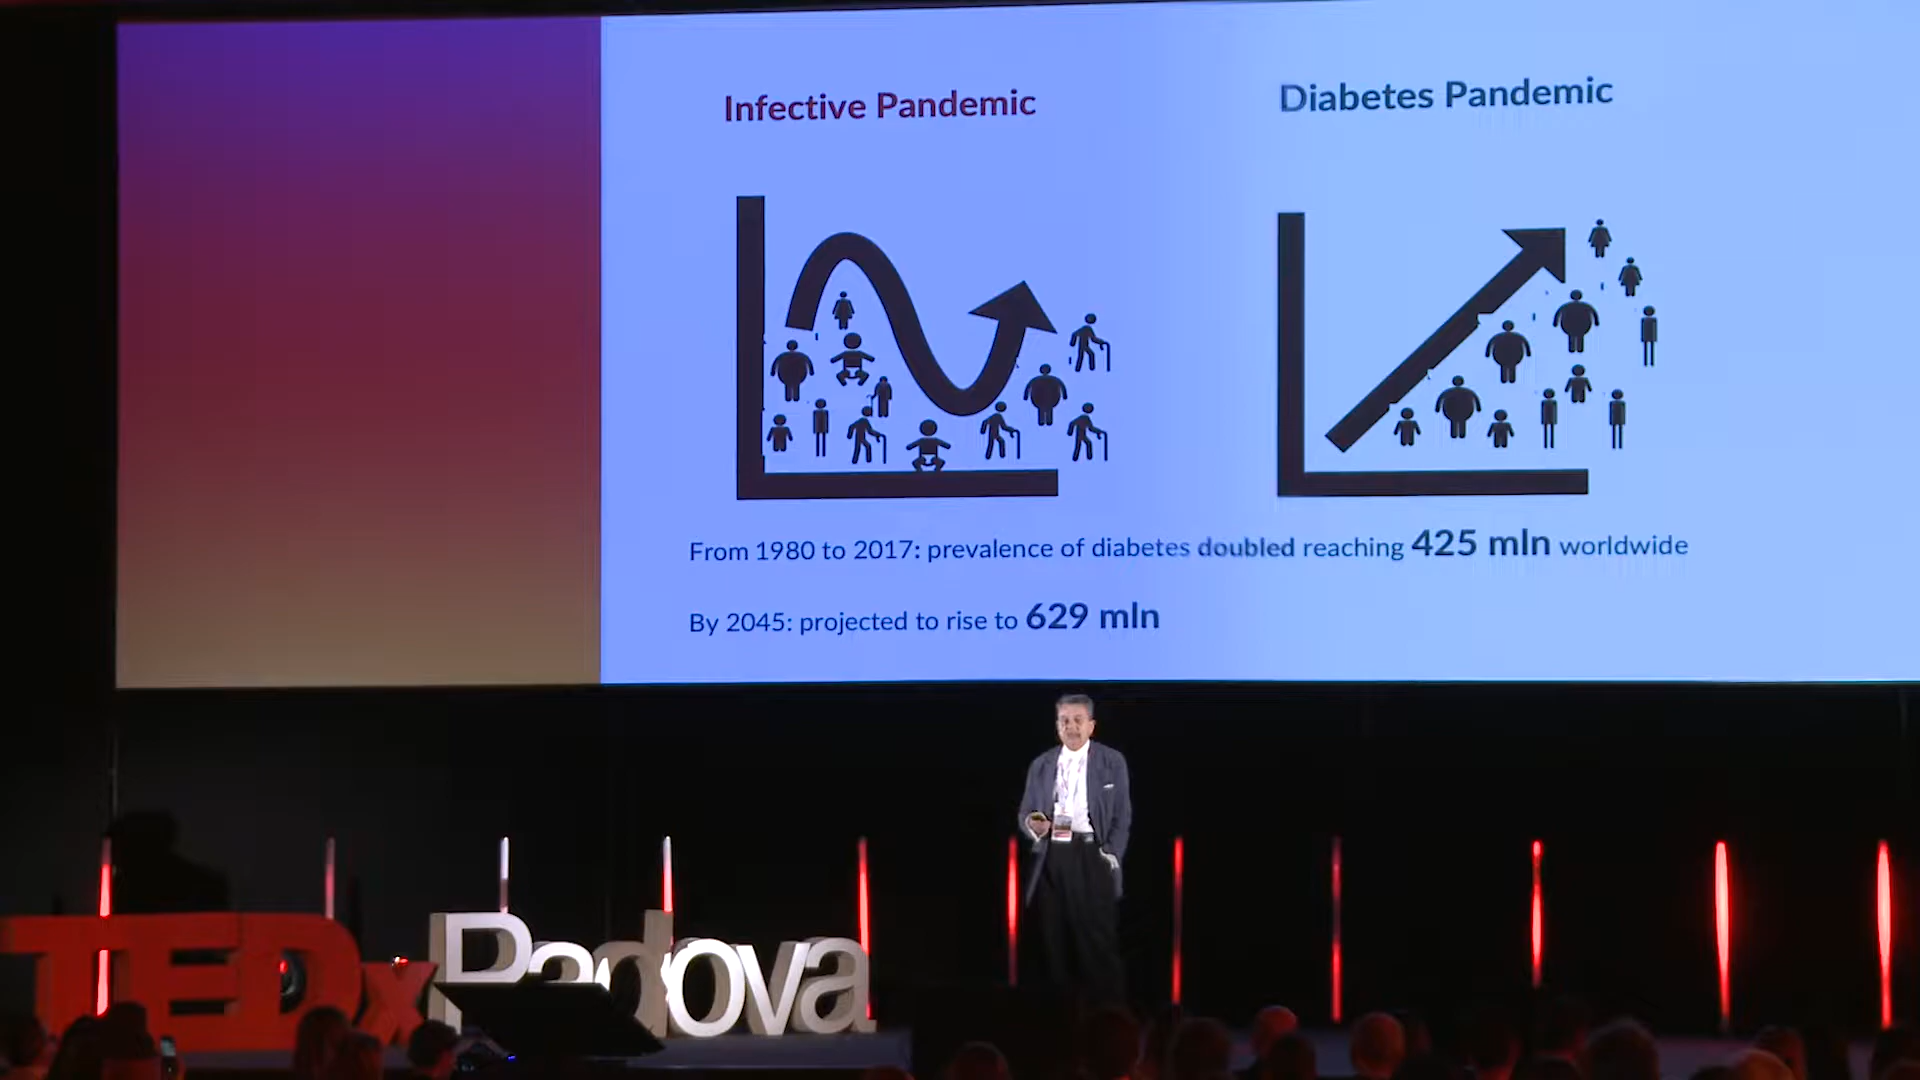 Infective Pandemic
Diabetes Pandemic
From 1980 to 2017: prevalence of diabetes doubled reaching 425 mln worldwide
By 2045: projected to rise to 629 mln
TEDx Padova